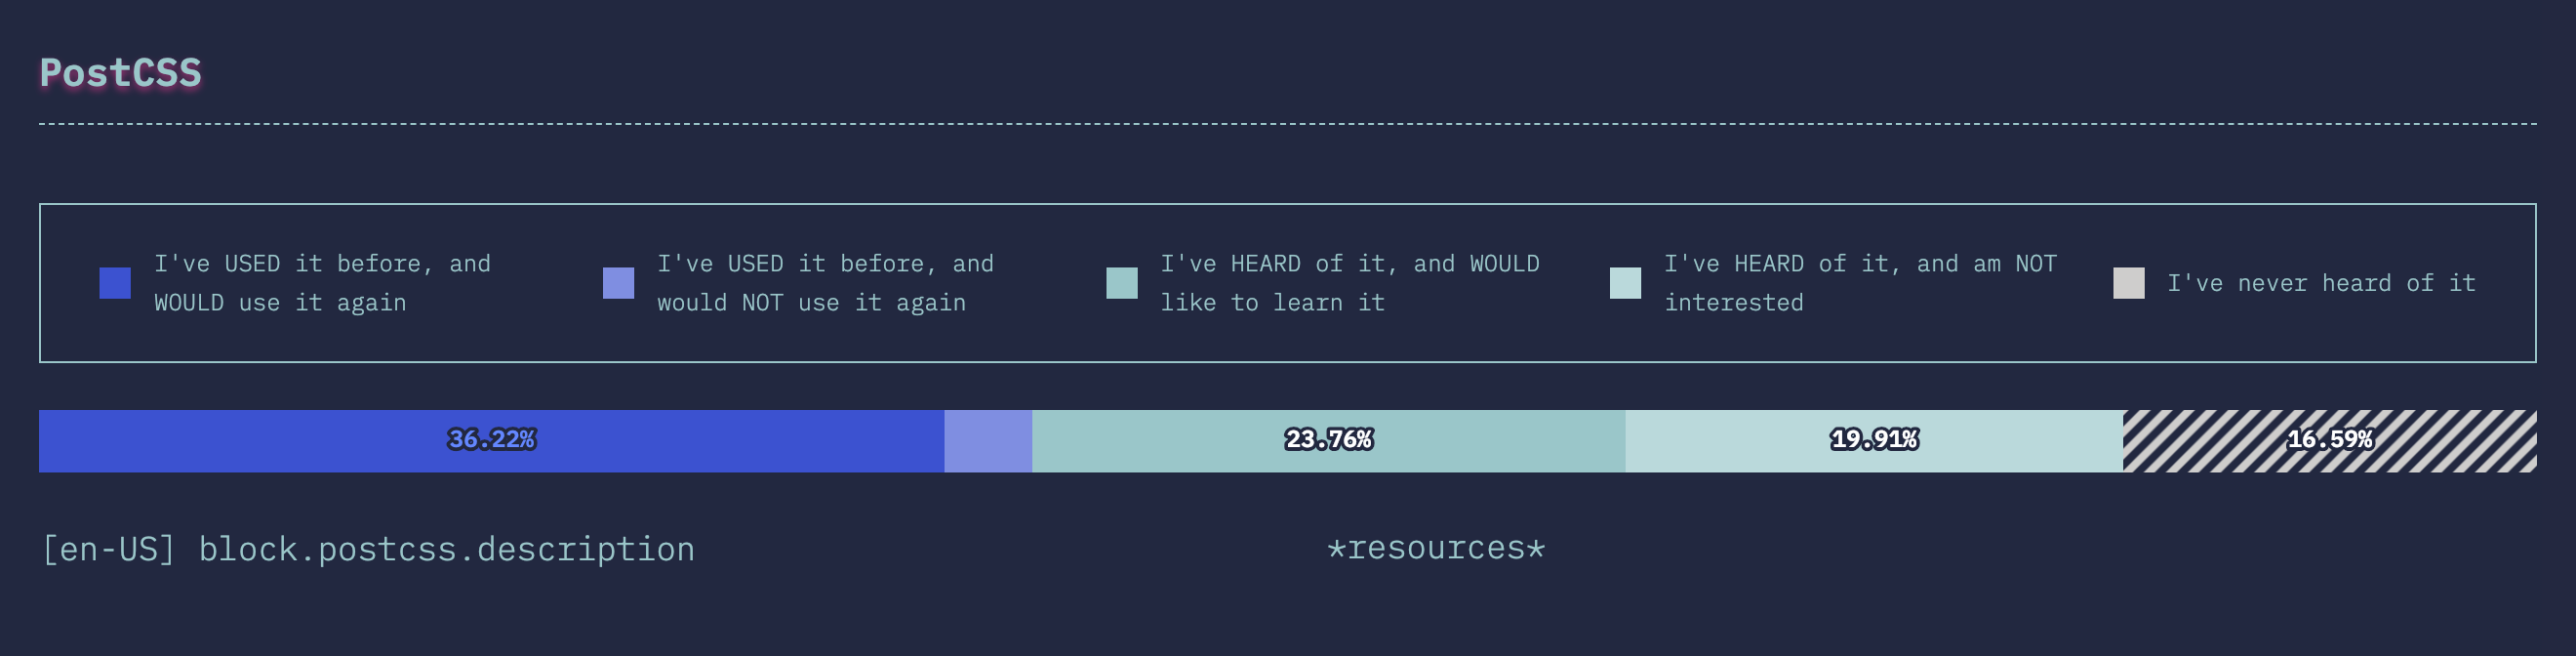 PostCSS
I've USED it before, and
WOULD use it again
I've USED it before, and
would NOT use it again
I've HEARD of it, and WOULD
like to learn it
I've HEARD of it, and am NOT
interested
I've never heard of it
36.22%
23.76%
19.91%
16.59%
[en-US] block.postcss.description
*resources*